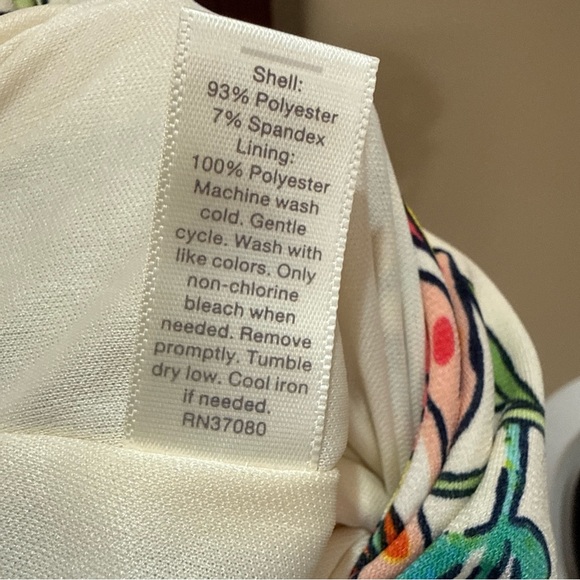 Shell:
93% Polyester
7% Spandex
Lining:
100% Polyester
Machine wash
cold. Gentle
cycle. Wash with
like colors. Only
non-chlorine
bleach when
needed. Remove
promptly. Tumble
dry low. Cool iron
if needed.
RN37080